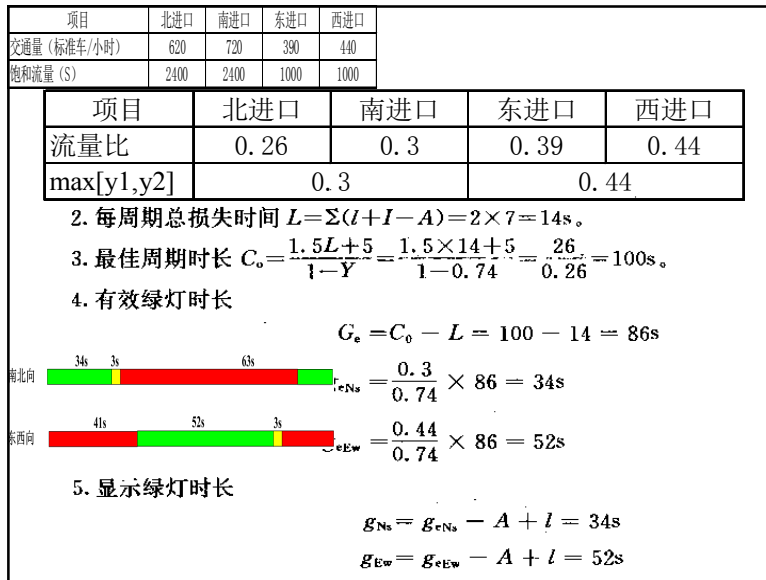 项目 北进口 南进口 东进口 西进口
交通量 (标准车/小时) 620 720 390 440
饱和流量 (S) 2400 2400 1000 1000
项目 北进口 南进口 东进口 西进口
流量比 0.26 0.3 0.39 0.44
max[y1,y2] 0.3 0.44
2. 每周期总损失时间 L=Σ(l+I-A)=2×7=14s。
3. 最佳周期时长 C₀=(1.5L+5)/(1-Y)=(1.5×14+5)/(1-0.74)=26/0.26=100s。
4. 有效绿灯时长
Gₑ=C₀-L=100-14=86s
34s 3s 63s
南北向
eNs=0.3/0.74×86=34s
41s 52s 3s
东西向
eEw=0.44/0.74×86=52s
5. 显示绿灯时长
gNs=geNs-A+l=34s
gEw=geEw-A+l=52s